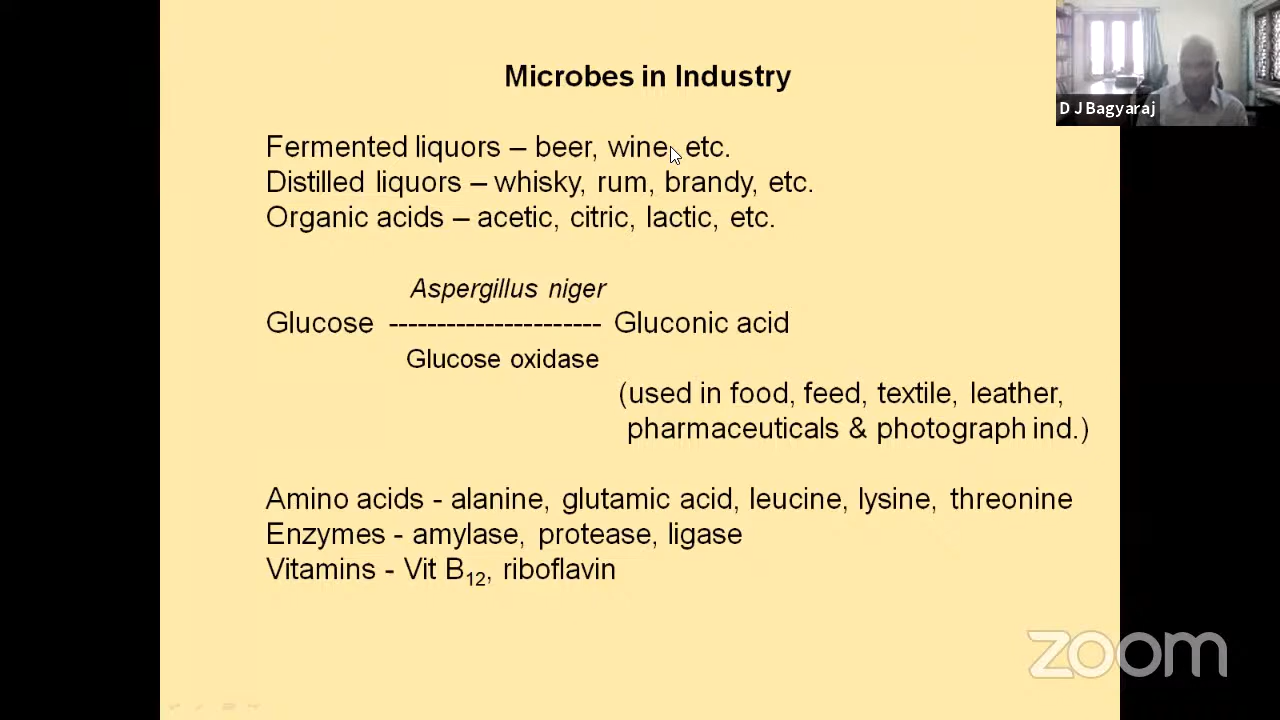 Microbes in Industry
D J Bagyaraj
Fermented liquors – beer, wine, etc.
Distilled liquors – whisky, rum, brandy, etc.
Organic acids – acetic, citric, lactic, etc.
Aspergillus niger
Glucose ---------------------- Gluconic acid
Glucose oxidase
(used in food, feed, textile, leather,
pharmaceuticals & photograph ind.)
Amino acids - alanine, glutamic acid, leucine, lysine, threonine
Enzymes - amylase, protease, ligase
Vitamins - Vit B₁₂, riboflavin
zoom